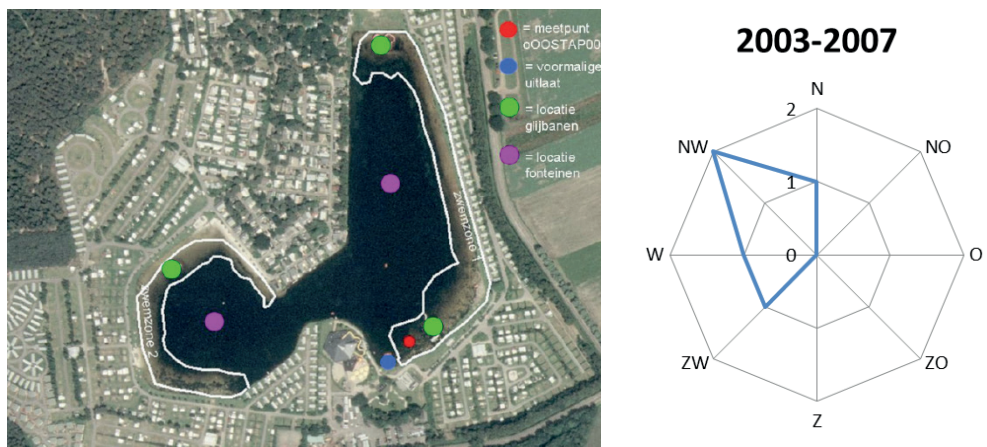 = meetpunt
oOOSTAP00
= voormalige
uitlaat
= locatie
glijbanen
= locatie
fonteinen
zwemzone 1
zwemzone 2
2003-2007
N
2
NW
NO
1
W
0
O
ZW
ZO
Z